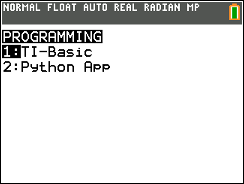 NORMAL FLOAT AUTO REAL RADIAN MP
PROGRAMMING
1:TI-Basic
2:Python App